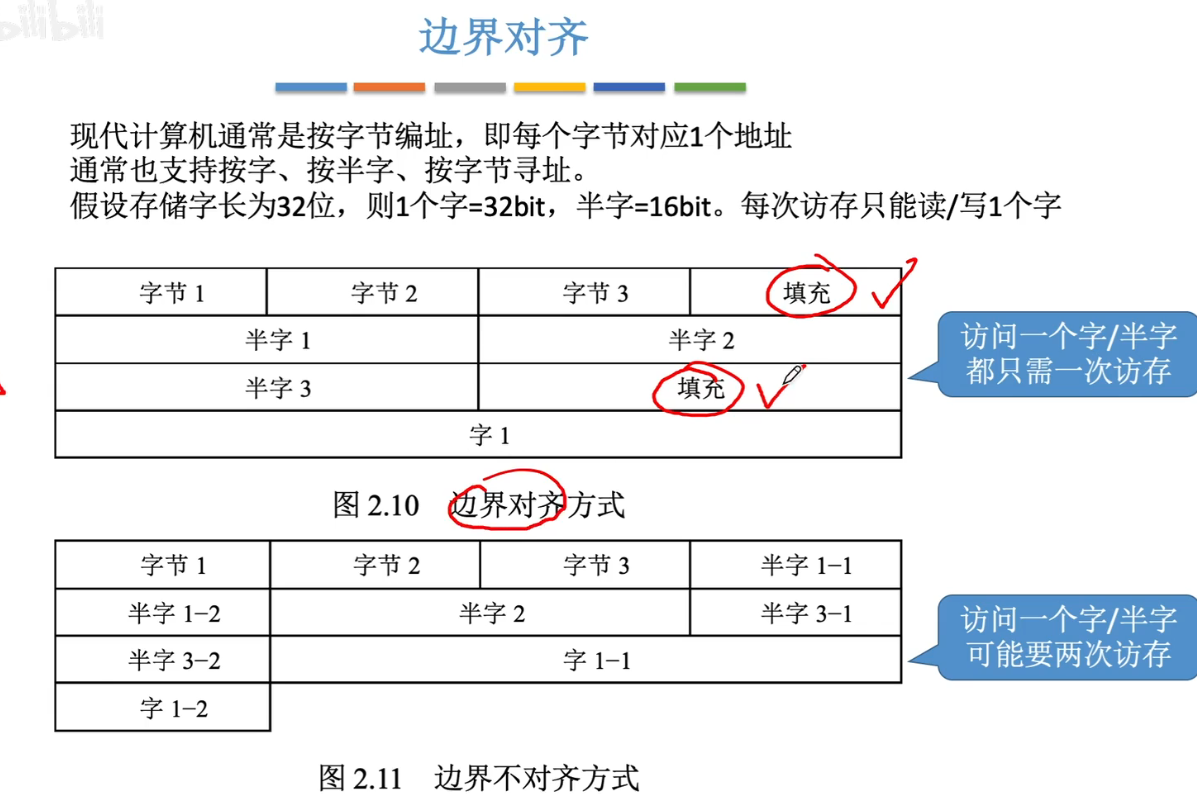 bilibili
边界对齐
现代计算机通常是按字节编址，即每个字节对应1个地址
通常也支持按字、按半字、按字节寻址。
假设存储字长为32位，则1个字=32bit，半字=16bit。每次访存只能读/写1个字
字节 1 字节 2 字节 3 填充
半字 1 半字 2
半字 3 填充
字 1
访问一个字/半字
都只需一次访存
图 2.10 边界对齐方式
字节 1 字节 2 字节 3 半字 1-1
半字 1-2 半字 2 半字 3-1
半字 3-2 字 1-1
字 1-2
访问一个字/半字
可能要两次访存
图 2.11 边界不对齐方式